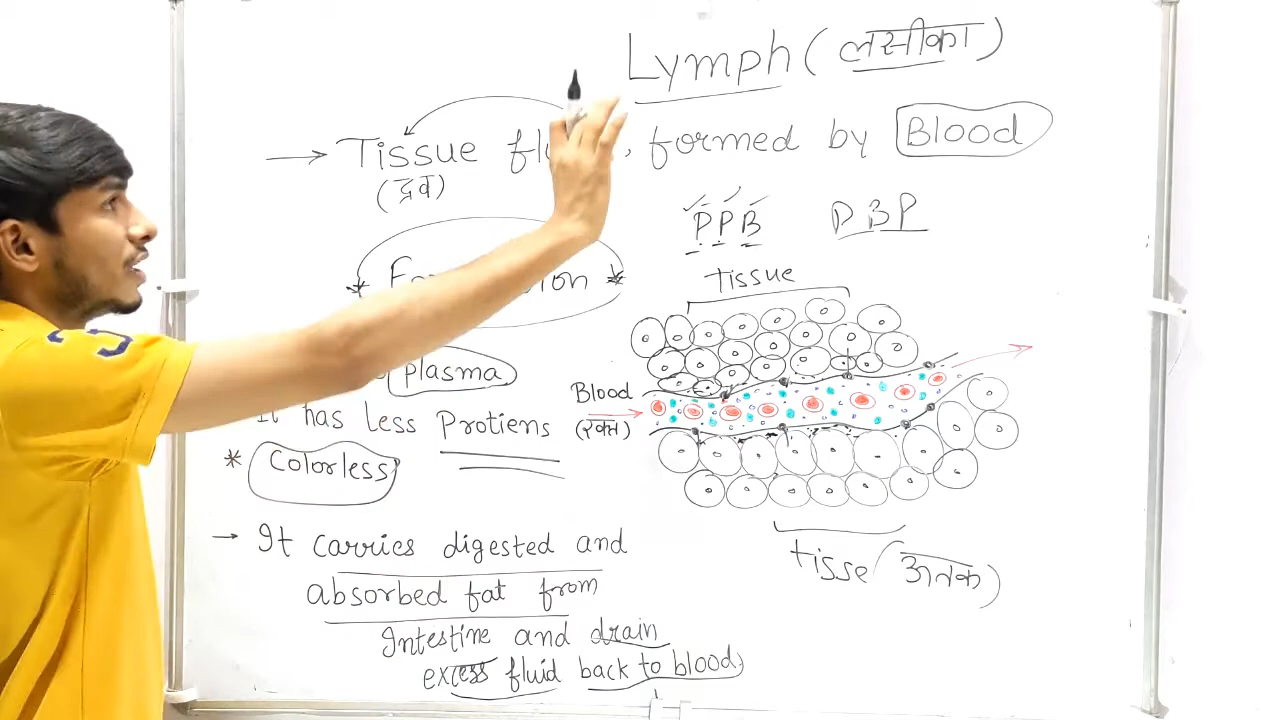 Lymph (लसीका)
→ Tissue , formed by Blood
(द्रव)
PPB DBP
* *
tissue
plasma
Blood
(रक्त)
has less Protiens
* Colorless
→ It carries digested and
absorbed fat from
Intestine and drain
excess fluid back to blood,
tisse (ऊतक)